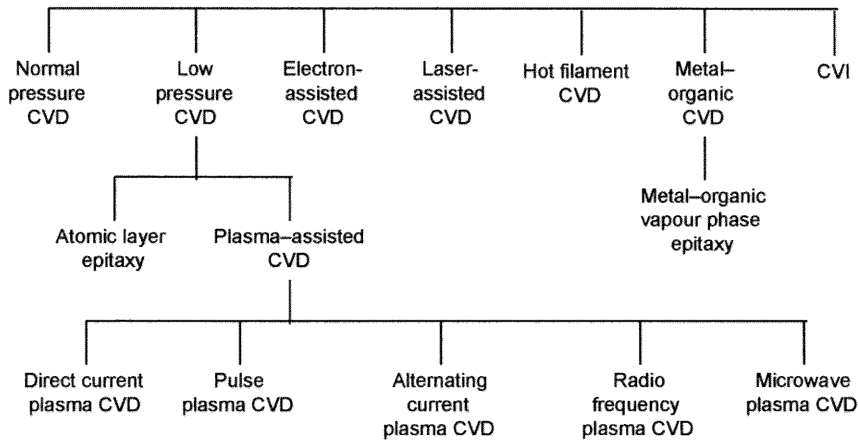 Normal
pressure
CVD
Low
pressure
CVD
Electron-
assisted
CVD
Laser-
assisted
CVD
Hot filament
CVD
Metal–
organic
CVD
CVI
Atomic layer
epitaxy
Plasma–assisted
CVD
Metal–organic
vapour phase
epitaxy
Direct current
plasma CVD
Pulse
plasma CVD
Alternating
current
plasma CVD
Radio
frequency
plasma CVD
Microwave
plasma CVD